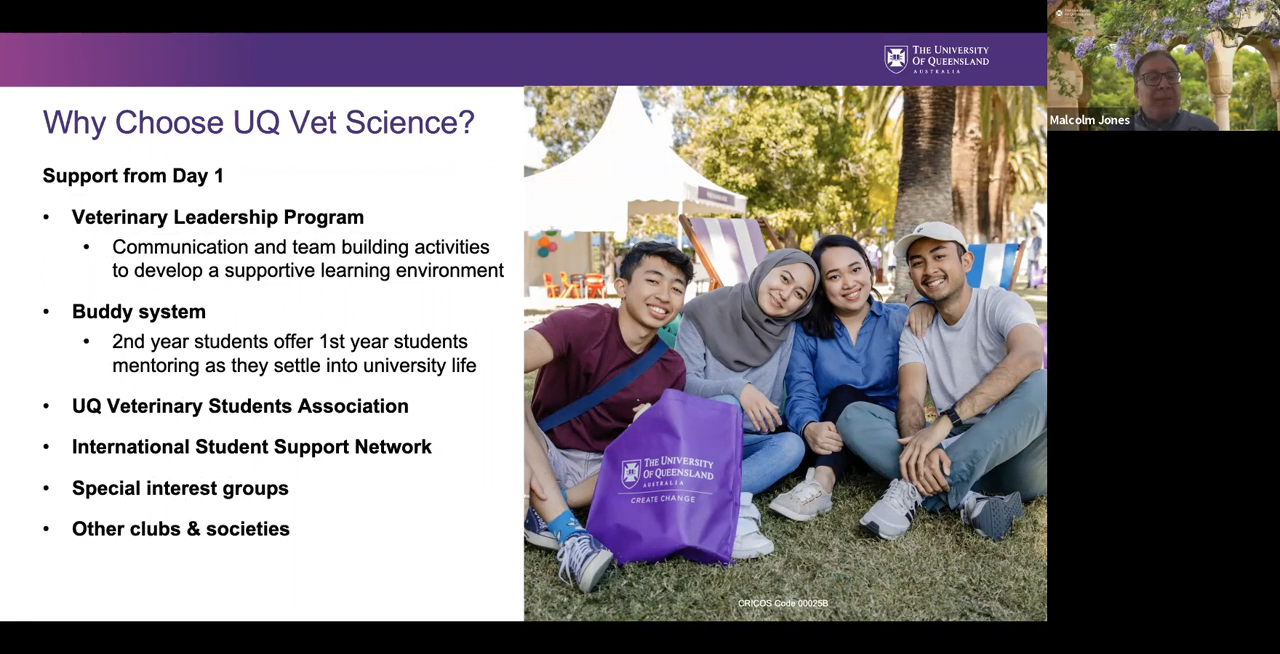 THE UNIVERSITY
OF QUEENSLAND
AUSTRALIA
Why Choose UQ Vet Science?
Support from Day 1
• Veterinary Leadership Program
• Communication and team building activities
to develop a supportive learning environment
• Buddy system
• 2nd year students offer 1st year students
mentoring as they settle into university life
• UQ Veterinary Students Association
• International Student Support Network
• Special interest groups
• Other clubs & societies
THE UNIVERSITY
OF QUEENSLAND
AUSTRALIA
CREATE CHANGE
CRICOS Code 00025B
Malcolm Jones